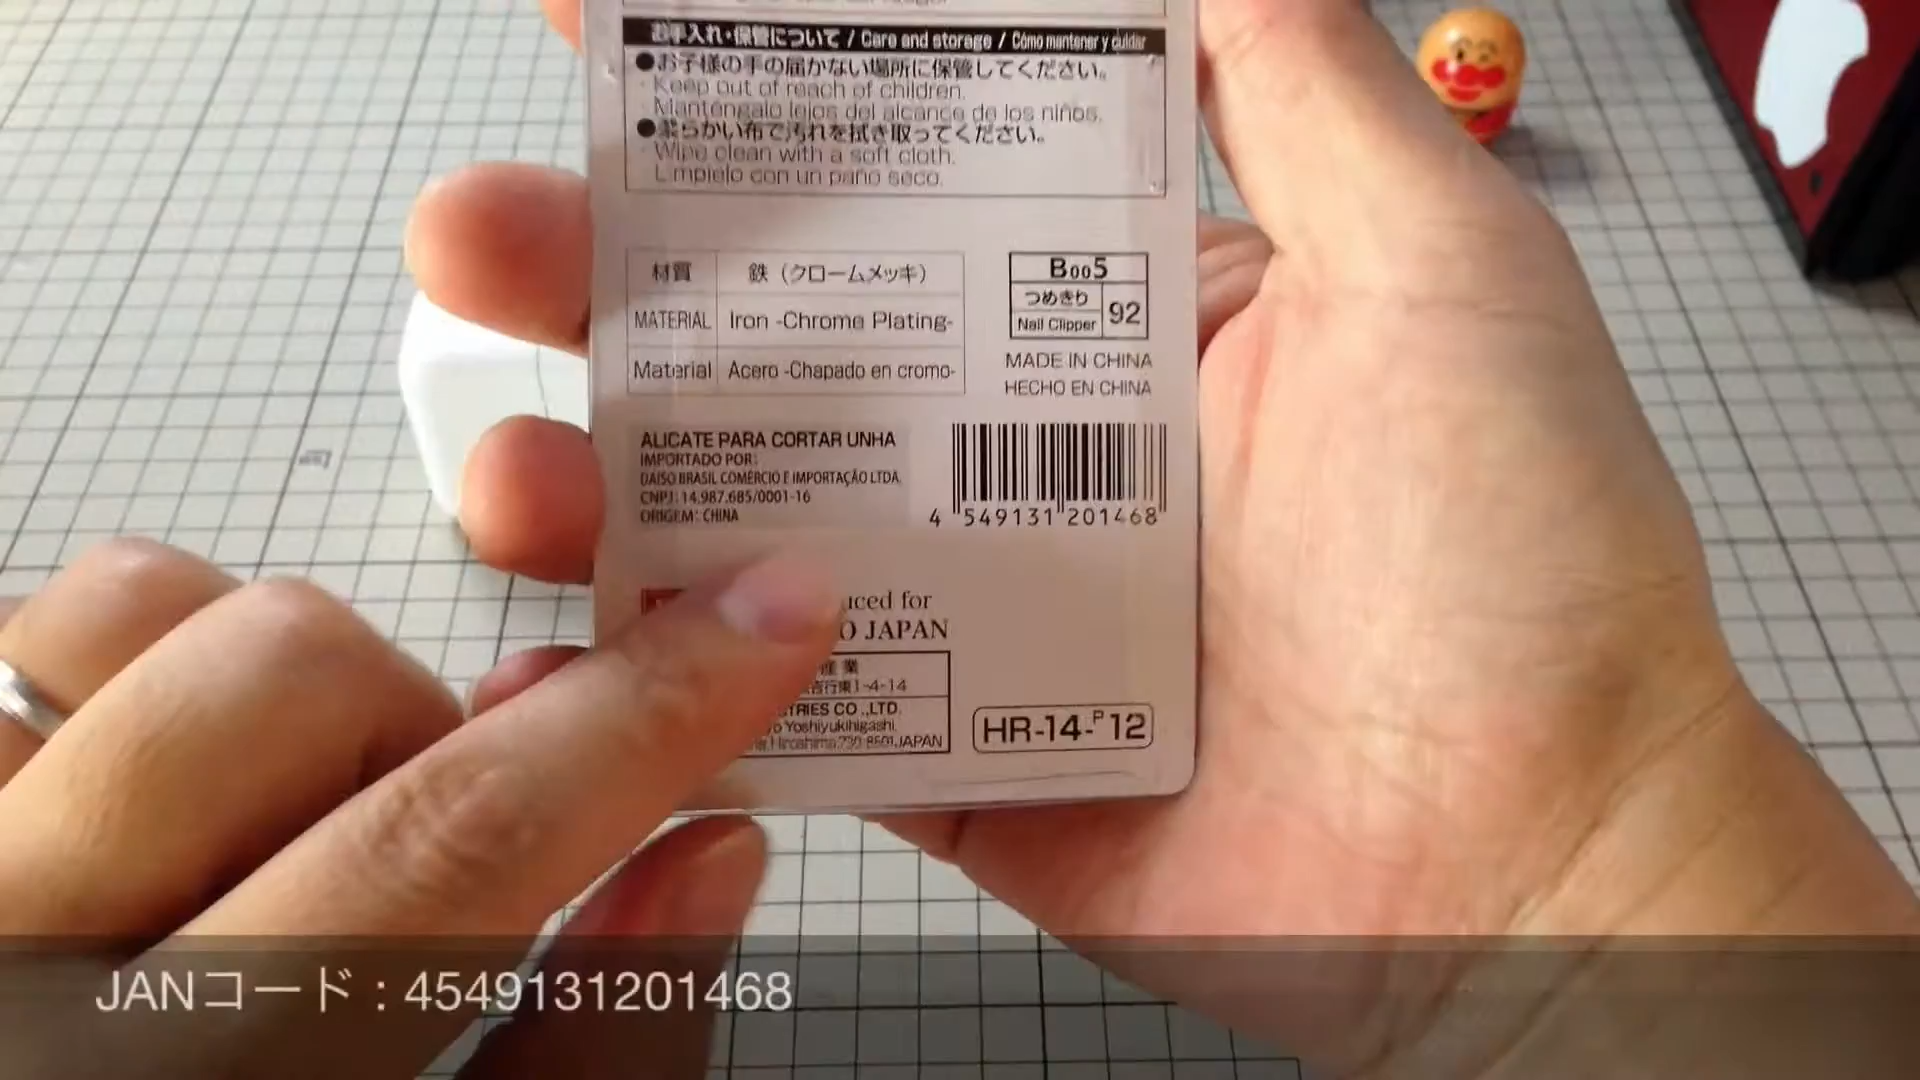 お手入れ・保管について / Care and storage / Cómo mantener y cuidar
●お子様の手の届かない場所に保管してください。
Keep out of reach of children.
Manténgalo lejos del alcance de los niños.
●柔らかい布で汚れを拭き取ってください。
Wipe clean with a soft cloth.
Límpielo con un paño seco.
材質 鉄（クロームメッキ）
MATERIAL Iron -Chrome Plating-
Material Acero -Chapado en cromo-
B005
つめきり 92
Nail Clipper
MADE IN CHINA
HECHO EN CHINA
ALICATE PARA CORTAR UNHA
IMPORTADO POR:
DAISO BRASIL COMÉRCIO E IMPORTAÇÃO LTDA.
CNPJ: 14.987.685/0001-16
ORIGEM: CHINA
4 549131 201468
uced for
O JAPAN
産業
行東1-4-14
TRIES CO.,LTD.
Yoshiyukihigashi,
Hiroshima 739-8501,JAPAN
HR-14-P12
JANコード：4549131201468